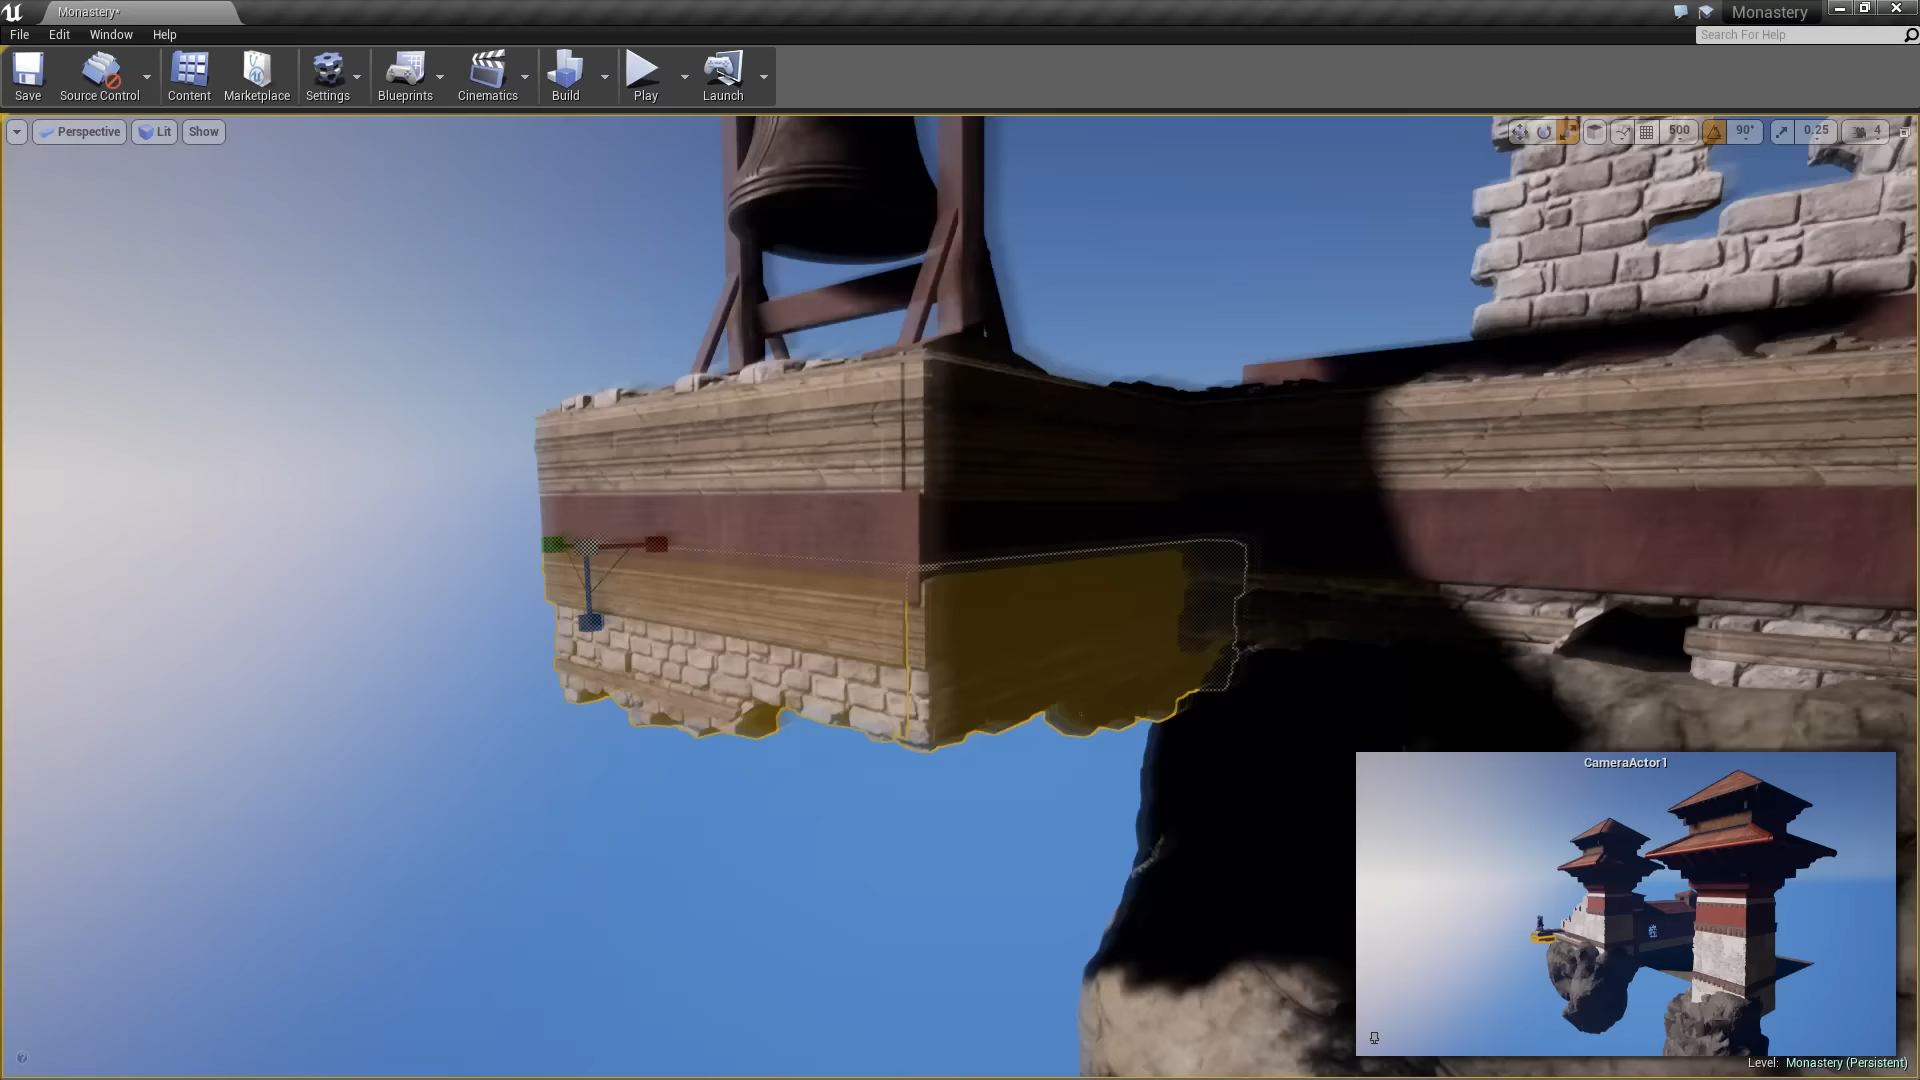 Monastery*
Monastery
File Edit Window Help
Search For Help
Save Source Control Content Marketplace Settings Blueprints Cinematics Build Play Launch
Perspective Lit Show
500 90° 0.25 4
CameraActor1
Level: Monastery (Persistent)